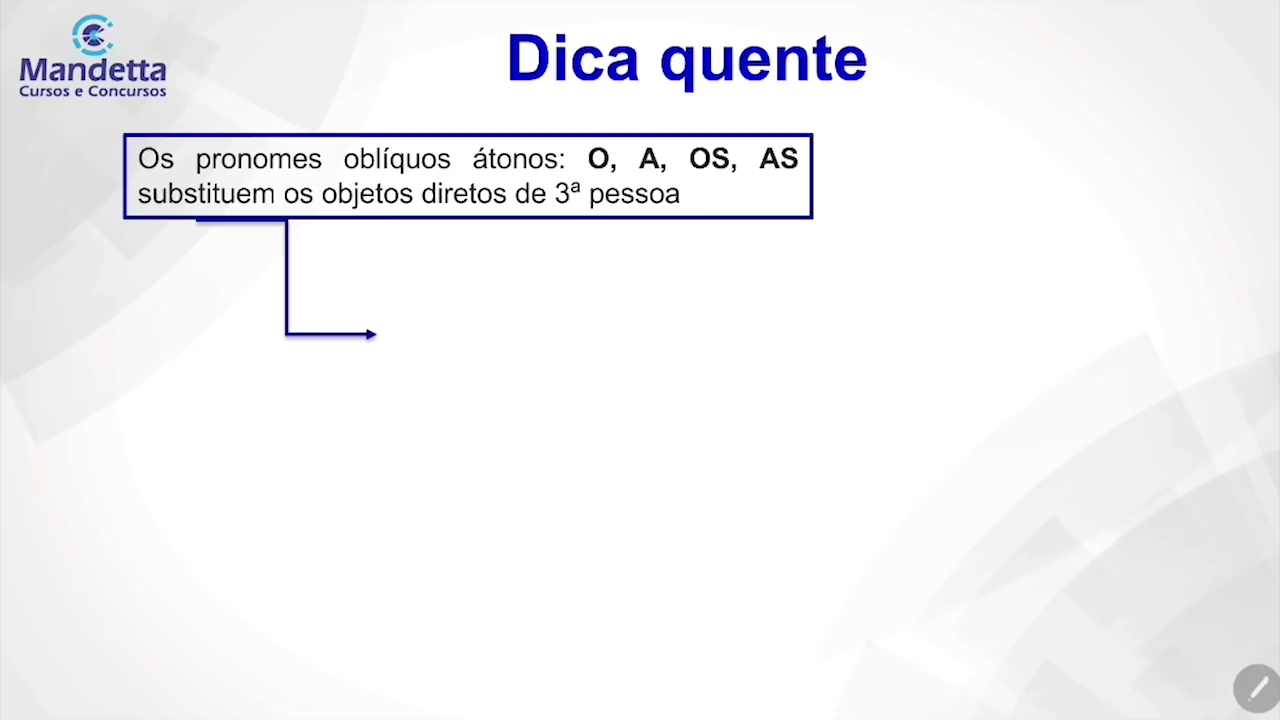 Mandetta
Cursos e Concursos
Dica quente
Os pronomes oblíquos átonos: O, A, OS, AS
substituem os objetos diretos de 3ª pessoa